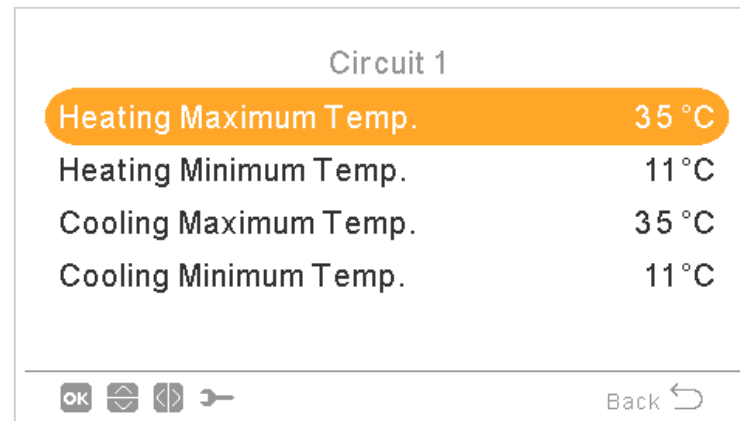 Circuit 1
Heating Maximum Temp. 35°C
Heating Minimum Temp. 11°C
Cooling Maximum Temp. 35°C
Cooling Minimum Temp. 11°C
OK Back